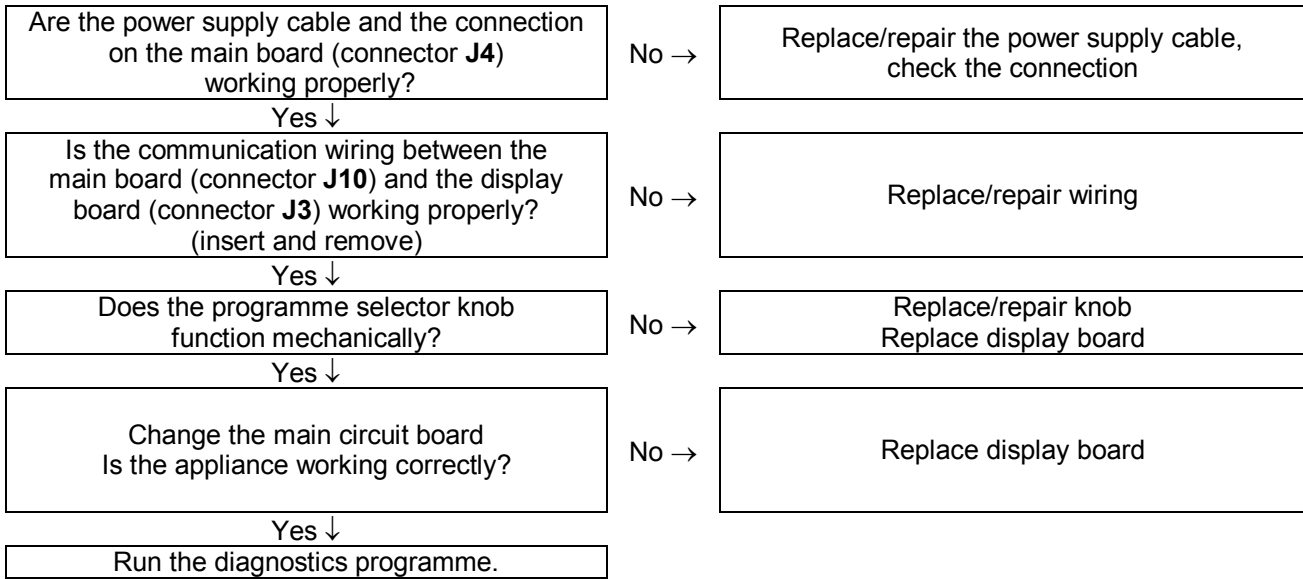 Are the power supply cable and the connection
on the main board (connector J4)
working properly?
No →
Replace/repair the power supply cable,
check the connection
Yes ↓
Is the communication wiring between the
main board (connector J10) and the display
board (connector J3) working properly?
(insert and remove)
No →
Replace/repair wiring
Yes ↓
Does the programme selector knob
function mechanically?
No →
Replace/repair knob
Replace display board
Yes ↓
Change the main circuit board
Is the appliance working correctly?
No →
Replace display board
Yes ↓
Run the diagnostics programme.